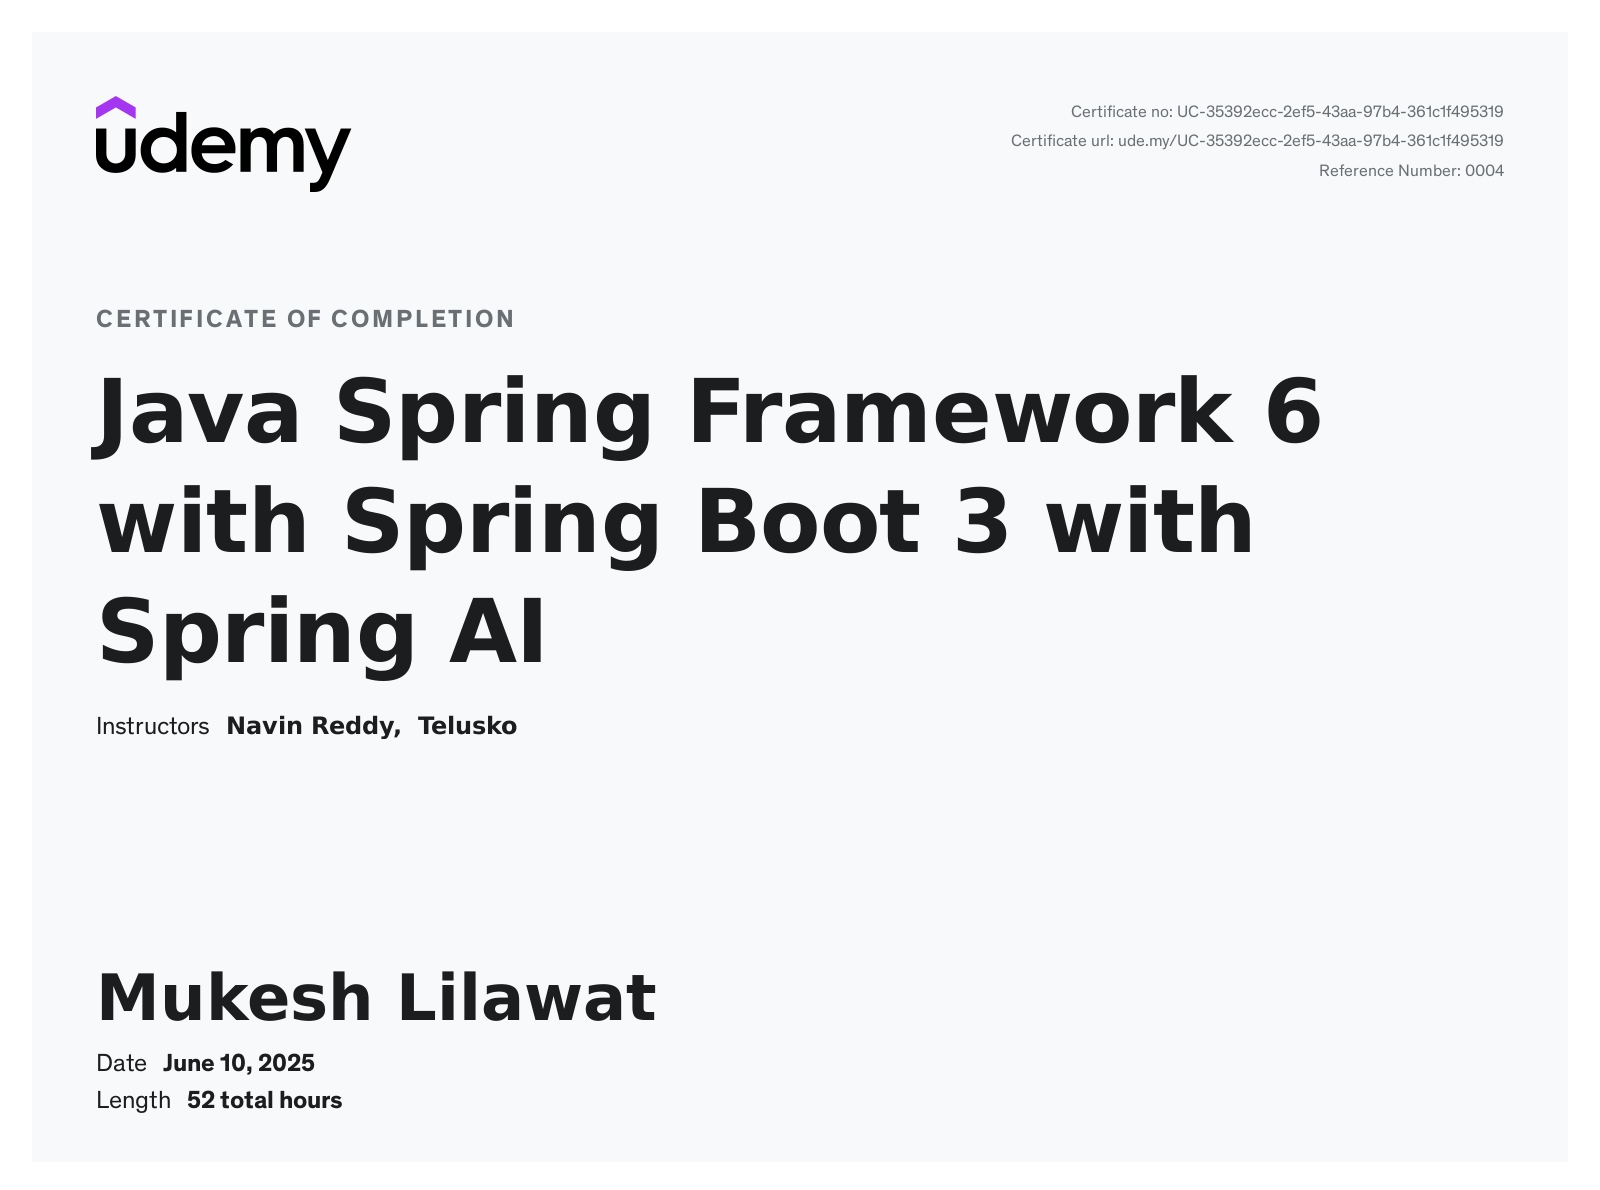 udemy
Certificate no: UC-35392ecc-2ef5-43aa-97b4-361c1f495319
Certificate url: ude.my/UC-35392ecc-2ef5-43aa-97b4-361c1f495319
Reference Number: 0004
CERTIFICATE OF COMPLETION
Java Spring Framework 6
with Spring Boot 3 with
Spring AI
Instructors Navin Reddy, Telusko
Mukesh Lilawat
Date June 10, 2025
Length 52 total hours